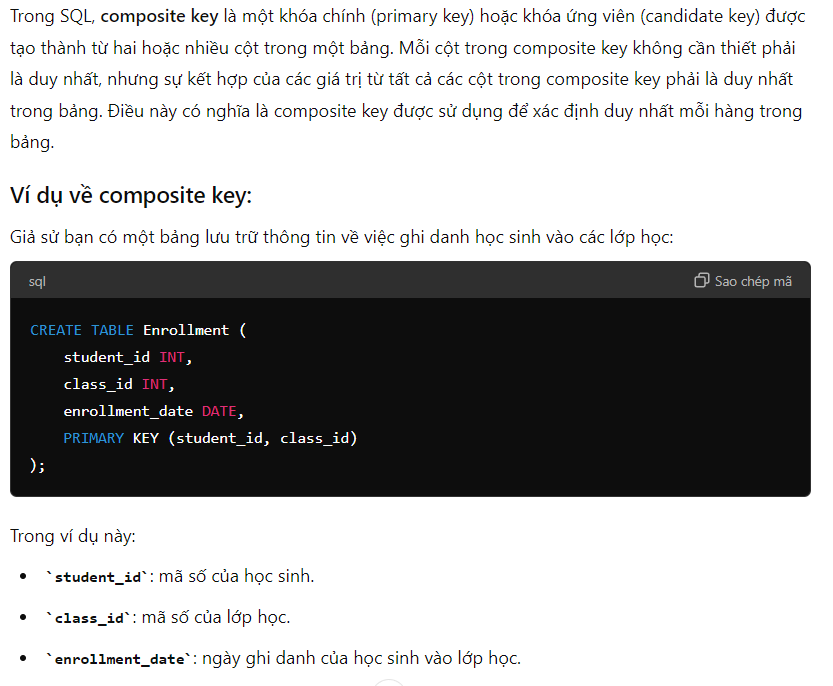 Trong SQL, composite key là một khóa chính (primary key) hoặc khóa ứng viên (candidate key) được
tạo thành từ hai hoặc nhiều cột trong một bảng. Mỗi cột trong composite key không cần thiết phải
là duy nhất, nhưng sự kết hợp của các giá trị từ tất cả các cột trong composite key phải là duy nhất
trong bảng. Điều này có nghĩa là composite key được sử dụng để xác định duy nhất mỗi hàng trong
bảng.
Ví dụ về composite key:
Giả sử bạn có một bảng lưu trữ thông tin về việc ghi danh học sinh vào các lớp học:
sql
Sao chép mã
CREATE TABLE Enrollment (
    student_id INT,
    class_id INT,
    enrollment_date DATE,
    PRIMARY KEY (student_id, class_id)
);
Trong ví dụ này:
• `student_id`: mã số của học sinh.
• `class_id`: mã số của lớp học.
• `enrollment_date`: ngày ghi danh của học sinh vào lớp học.